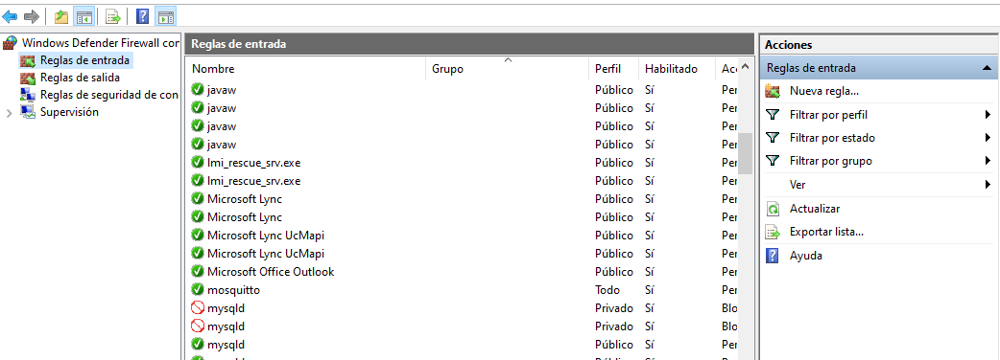 Windows Defender Firewall con
Reglas de entrada
Reglas de salida
Reglas de seguridad de con
Supervisión
Reglas de entrada
Nombre Grupo Perfil Habilitado Acc
javaw Público Sí Per
javaw Público Sí Per
javaw Público Sí Per
javaw Público Sí Per
lmi_rescue_srv.exe Público Sí Per
lmi_rescue_srv.exe Público Sí Per
Microsoft Lync Público Sí Per
Microsoft Lync Público Sí Per
Microsoft Lync UcMapi Público Sí Per
Microsoft Lync UcMapi Público Sí Per
Microsoft Office Outlook Público Sí Per
mosquitto Todo Sí Per
mysqld Privado Sí Blo
mysqld Privado Sí Blo
mysqld Público Sí Per
Acciones
Reglas de entrada
Nueva regla...
Filtrar por perfil
Filtrar por estado
Filtrar por grupo
Ver
Actualizar
Exportar lista...
Ayuda